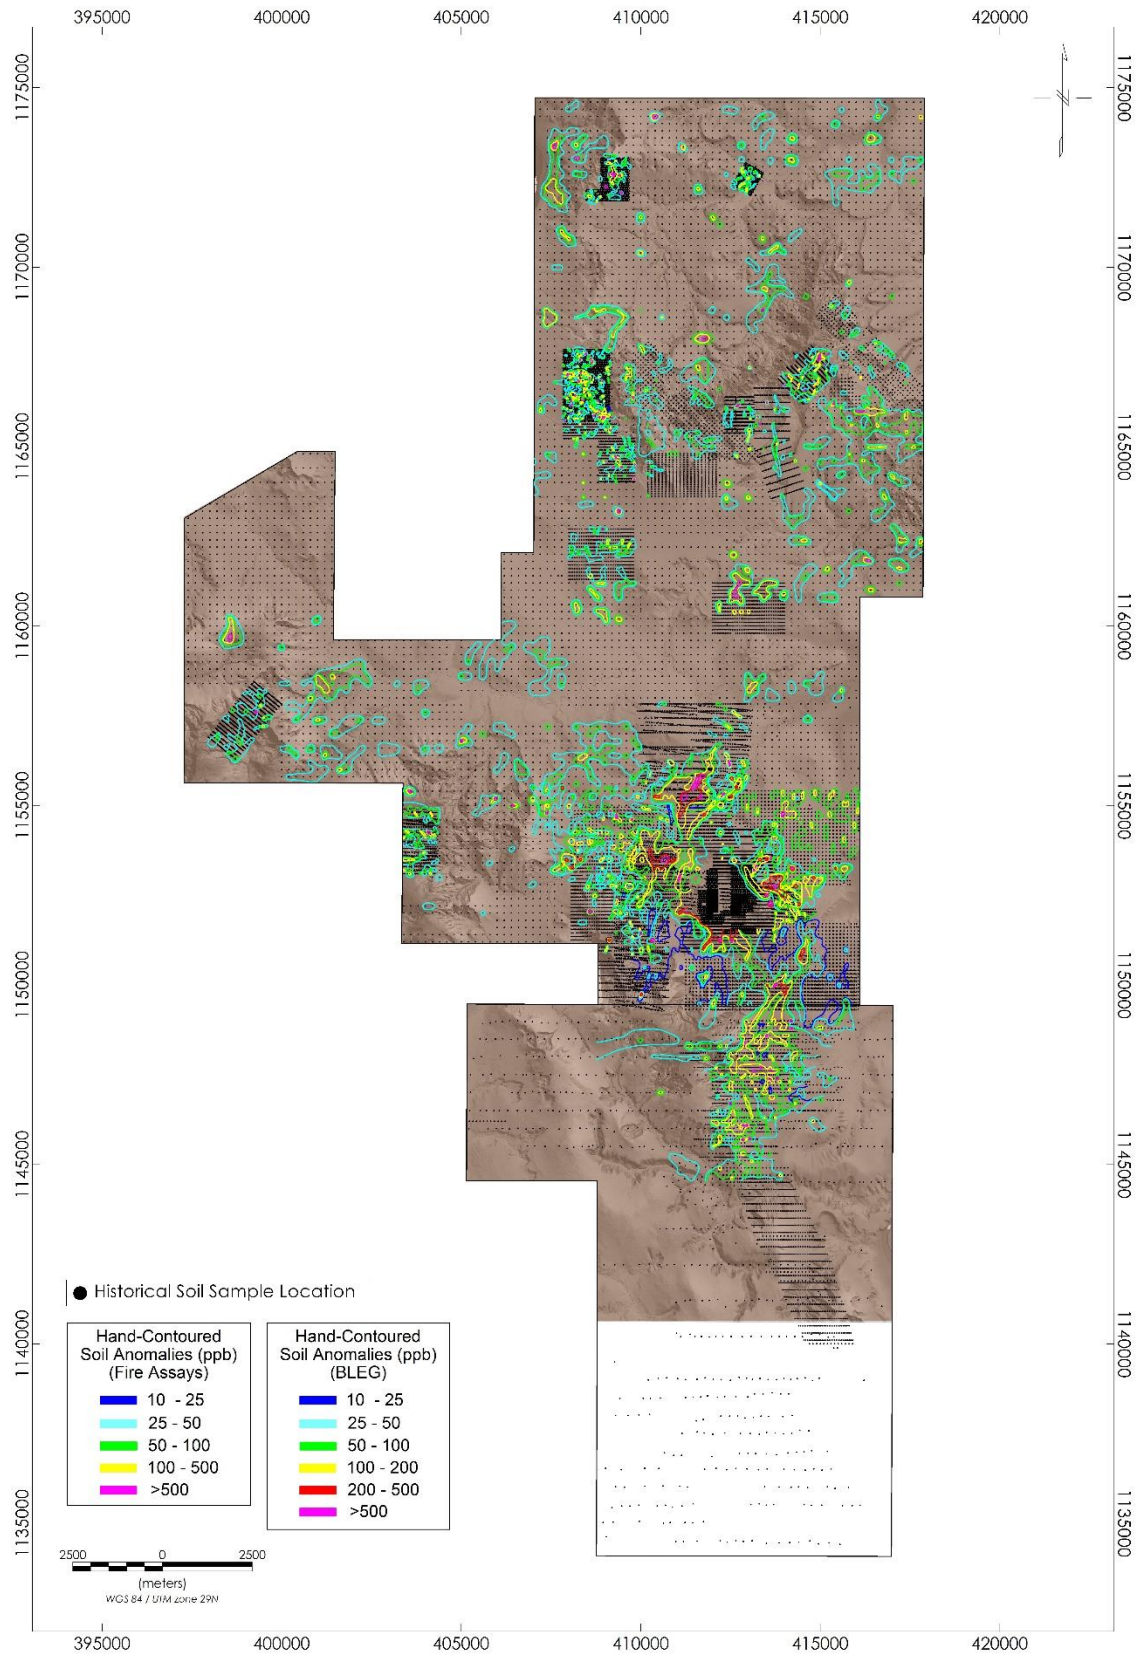 395000 400000 405000 410000 415000 420000
1175000 1175000
1170000 1170000
1165000 1165000
1160000 1160000
1155000 1155000
1150000 1150000
1145000 1145000
1140000 1140000
1135000 1135000
Historical Soil Sample Location
Hand-Contoured
Soil Anomalies (ppb)
(Fire Assays)
10 - 25
25 - 50
50 - 100
100 - 500
>500
Hand-Contoured
Soil Anomalies (ppb)
(BLEG)
10 - 25
25 - 50
50 - 100
100 - 200
200 - 500
>500
2500 0 2500
(meters)
WGS 84 / UTM zone 29N
395000 400000 405000 410000 415000 420000